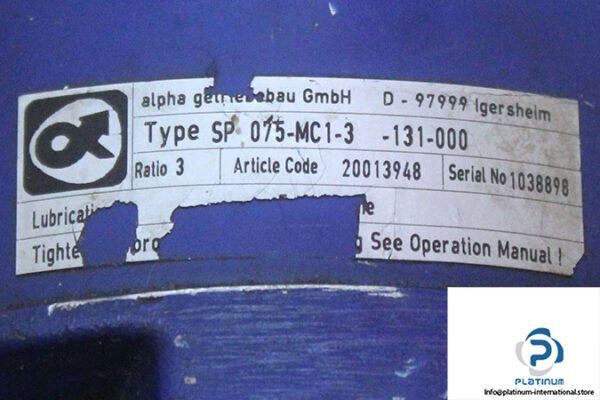 alpha getriebebau GmbH D - 97999 Igersheim
Type SP 075-MC1-3 -131-000
Ratio 3 Article Code 20013948 Serial No 1038898
See Operation Manual !
P
PLATINUM
Info@platinum-international.store